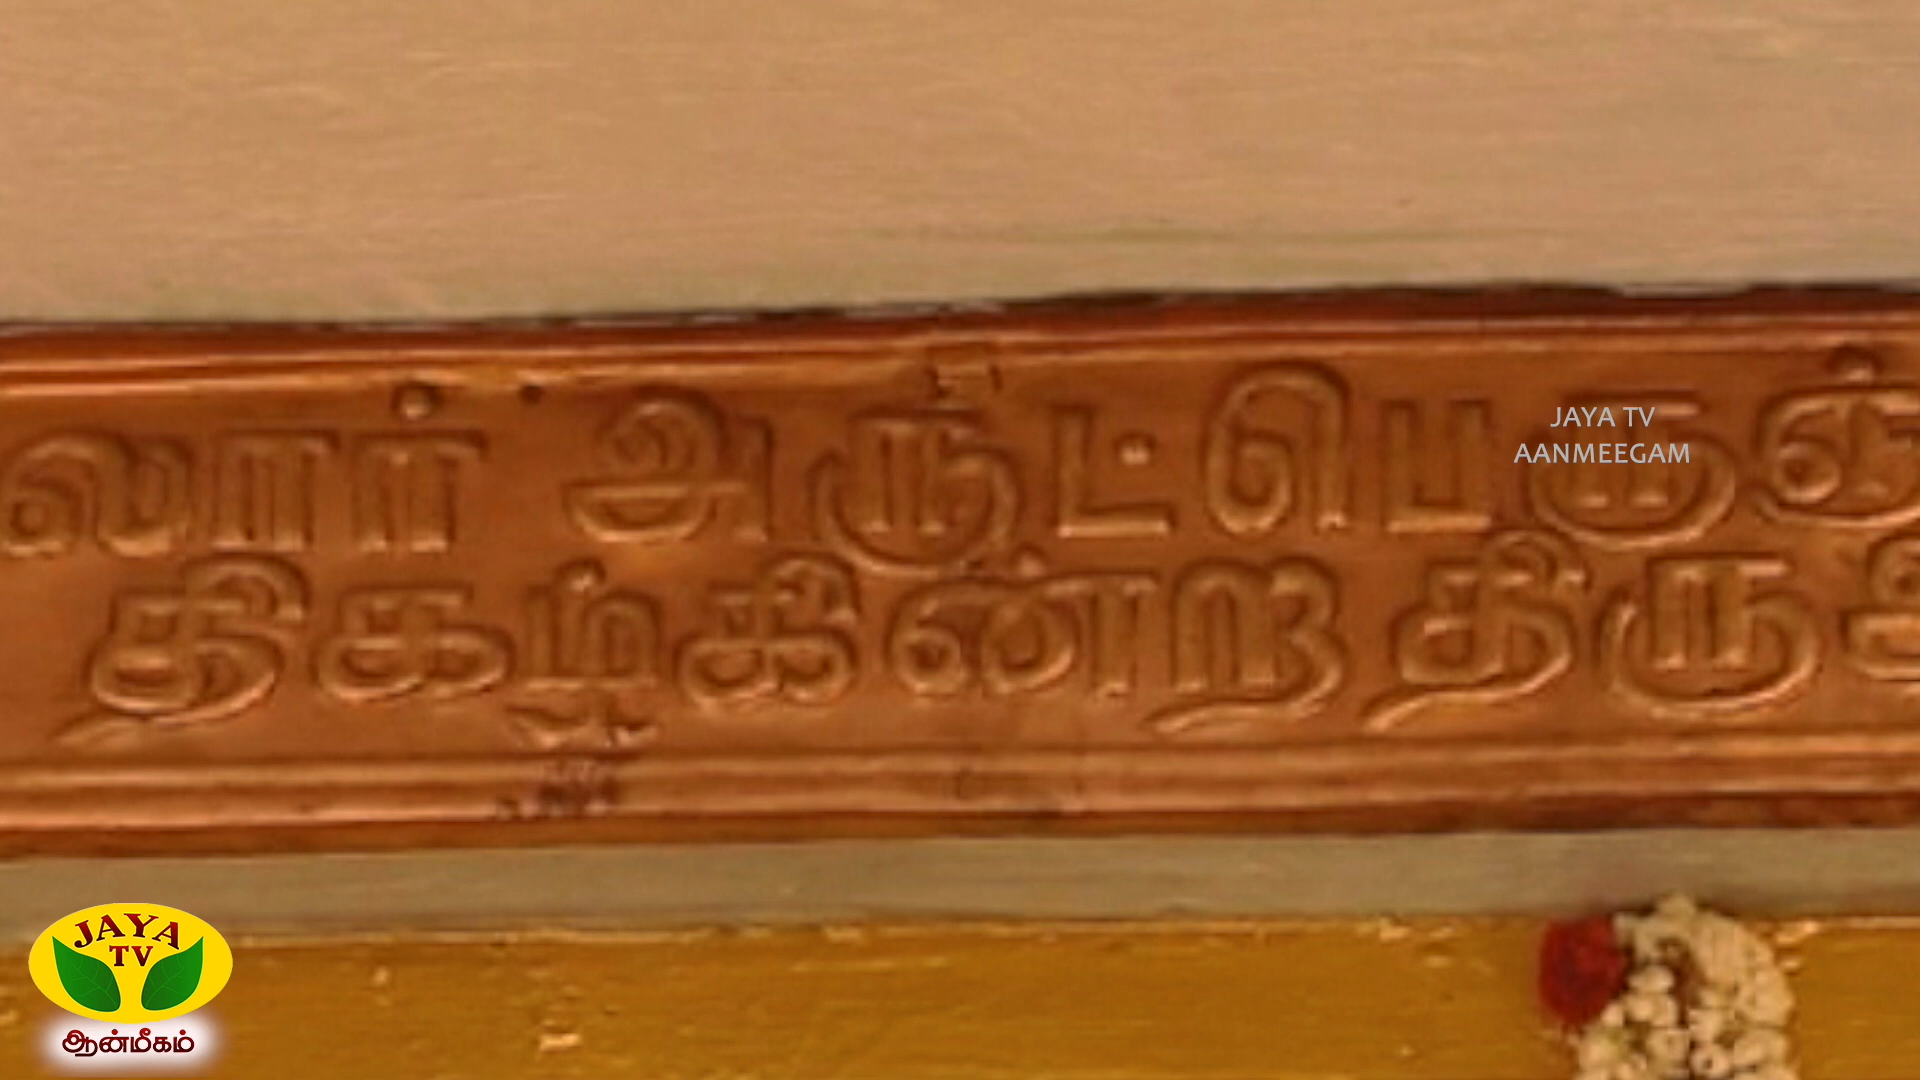 லார் அருட்பெருஞ்
திகழ்கின்ற திரு
JAYA TV
AANMEEGAM
JAYA
TV
ஆன்மீகம்